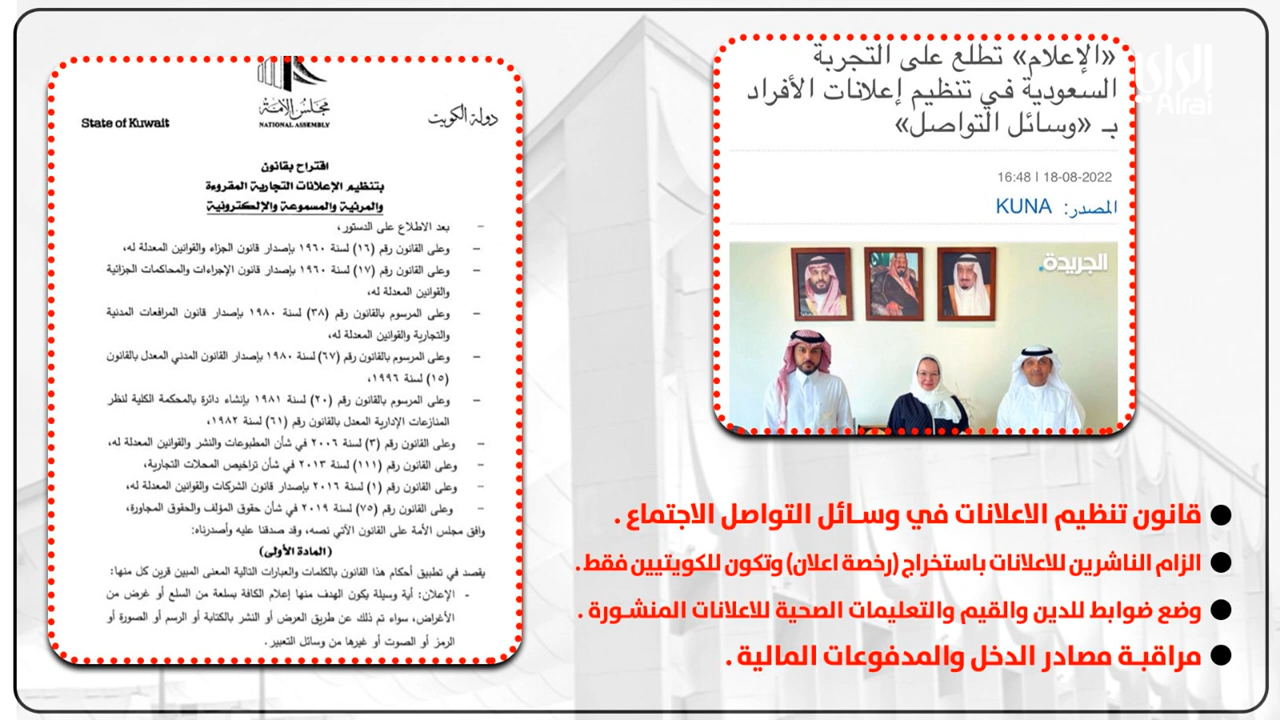 الراي
Alrai
«الإعلام» تطلع على التجربة
السعودية في تنظيم إعلانات الأفراد
بـ «وسائل التواصل»
16:48 | 18-08-2022
المصدر: KUNA
الجريدة.
State of Kuwait
مجلس الأمة
NATIONAL ASSEMBLY
دولة الكويت
اقتراح بقانون
بتنظيم الإعلانات التجارية المقروءة
والمرئية والمسموعة والإلكترونية
- بعد الاطلاع على الدستور،
- وعلى القانون رقم (١٦) لسنة ١٩٦٠ بإصدار قانون الجزاء والقوانين المعدلة له،
- وعلى القانون رقم (١٧) لسنة ١٩٦٠ بإصدار قانون الإجراءات والمحاكمات الجزائية
والقوانين المعدلة له،
- وعلى المرسوم بالقانون رقم (٣٨) لسنة ١٩٨٠ بإصدار قانون المرافعات المدنية
والتجارية والقوانين المعدلة له،
- وعلى المرسوم بالقانون رقم (٦٧) لسنة ١٩٨٠ بإصدار القانون المدني المعدل بالقانون
(١٥) لسنة ١٩٩٦،
- وعلى المرسوم بالقانون رقم (٢٠) لسنة ١٩٨١ بإنشاء دائرة بالمحكمة الكلية لنظر
المنازعات الإدارية المعدل بالقانون رقم (٦١) لسنة ١٩٨٢،
- وعلى القانون رقم (٣) لسنة ٢٠٠٦ في شأن المطبوعات والنشر والقوانين المعدلة له،
- وعلى القانون رقم (١١١) لسنة ٢٠١٣ في شأن تراخيص المحلات التجارية،
- وعلى القانون رقم (١) لسنة ٢٠١٦ بإصدار قانون الشركات والقوانين المعدلة له،
- وعلى القانون رقم (٧٥) لسنة ٢٠١٩ في شأن حقوق المؤلف والحقوق المجاورة،
وافق مجلس الأمة على القانون الآتي نصه، وقد صدقنا عليه وأصدرناه:
(المادة الأولى)
يقصد في تطبيق أحكام هذا القانون بالكلمات والعبارات التالية المعنى المبين قرين كل منها:
- الإعلان: أية وسيلة يكون الهدف منها إعلام الكافة بسلعة من السلع أو غرض من
الأغراض، سواء تم ذلك عن طريق العرض أو النشر بالكتابة أو الرسم أو الصورة أو
الرمز أو الصوت أو غيرها من وسائل التعبير.
● قانون تنظيم الاعلانات في وسائل التواصل الاجتماع .
● الزام الناشرين للاعلانات باستخراج (رخصة اعلان) وتكون للكويتيين فقط .
● وضع ضوابط للدين والقيم والتعليمات الصحية للاعلانات المنشورة .
● مراقبة مصادر الدخل والمدفوعات المالية .